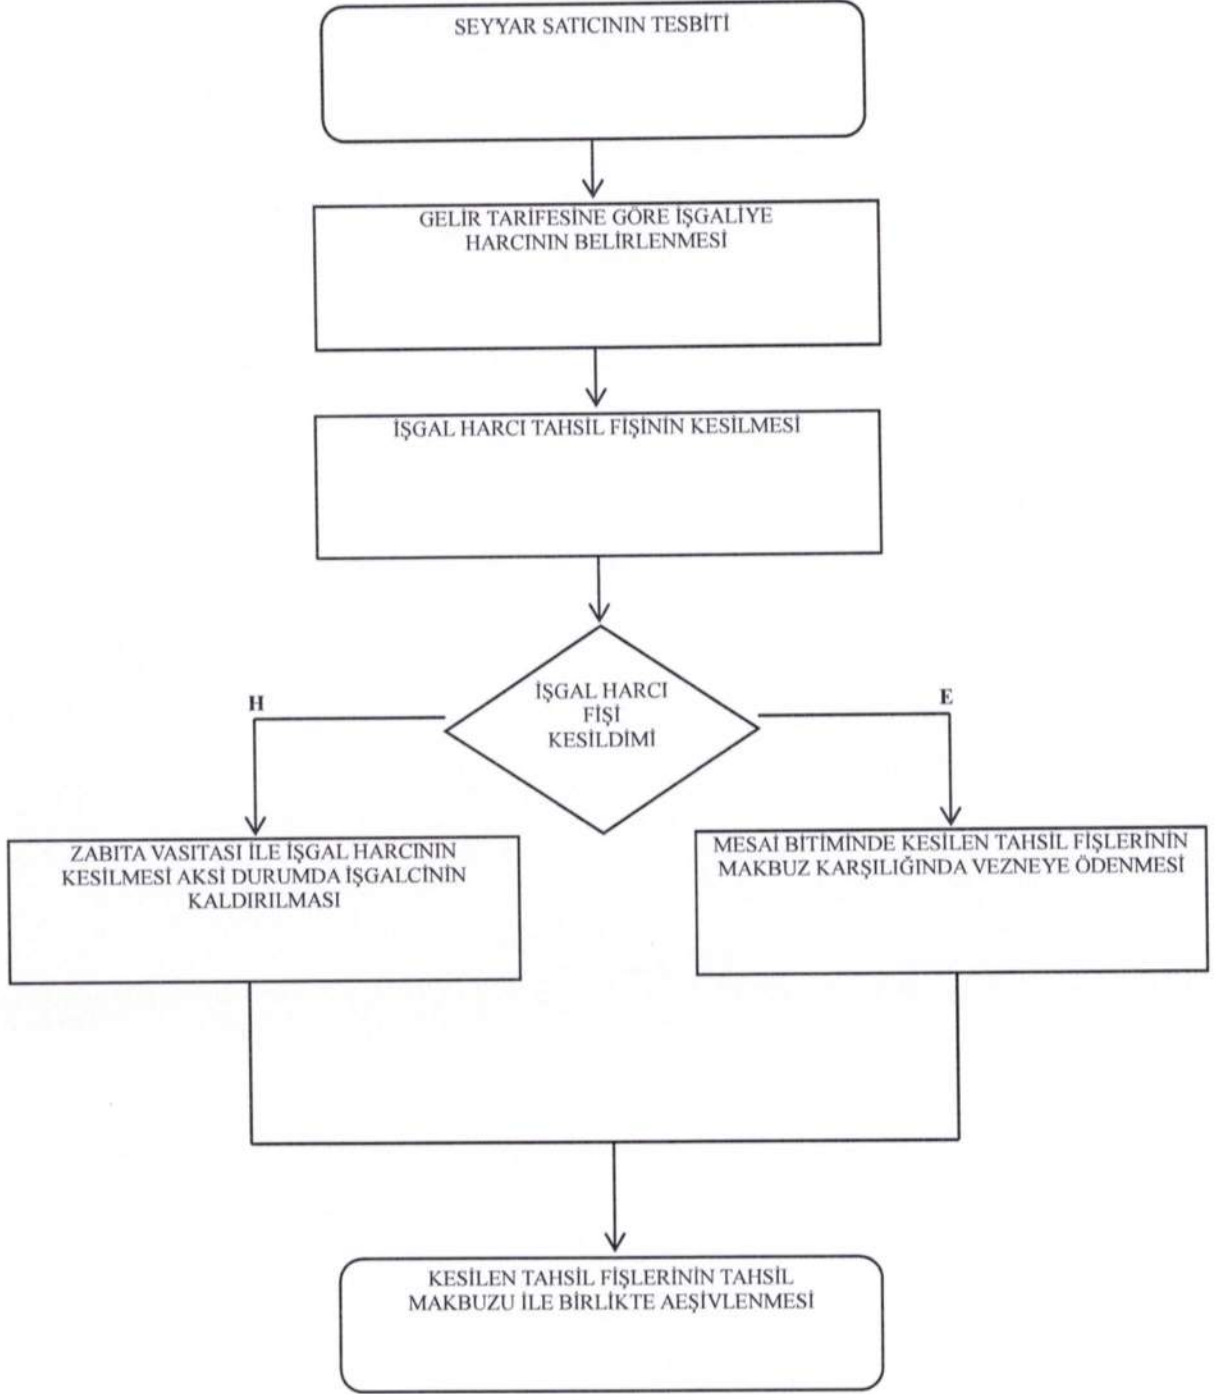 SEYYAR SATICININ TESBİTİ
GELİR TARİFESİNE GÖRE İŞGALİYE
HARCININ BELİRLENMESİ
İŞGAL HARCI TAHSİL FİŞİNİN KESİLMESİ
İŞGAL HARCI
FİŞİ
KESİLDİMİ
H
E
ZABITA VASITASI İLE İŞGAL HARCININ
KESİLMESİ AKSİ DURUMDA İŞGALCİNİN
KALDIRILMASI
MESAİ BİTİMİNDE KESİLEN TAHSİL FİŞLERİNİN
MAKBUZ KARŞILIĞINDA VEZNEYE ÖDENMESİ
KESİLEN TAHSİL FİŞLERİNİN TAHSİL
MAKBUZU İLE BİRLİKTE AEŞİVLENMESİ